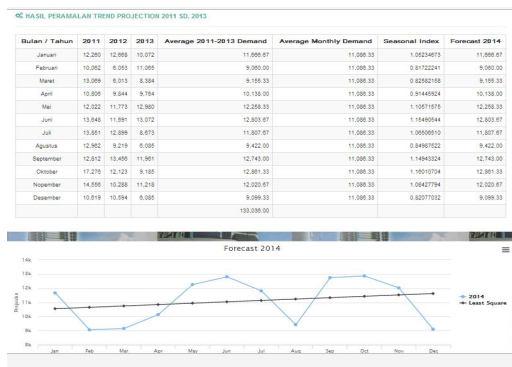 HASIL PERAMALAN TREND PROJECTION 2011 SD. 2013
Bulan / Tahun 2011 2012 2013 Average 2011-2013 Demand Average Monthly Demand Seasonal Index Forecast 2014
Januari 12,260 12,668 10,072 11,666.67 11,086.33 1.05234673 11,666.67
Februari 10,062 6,053 11,065 9,060.00 11,086.33 0.81722241 9,060.00
Maret 13,069 6,013 8,384 9,155.33 11,086.33 0.82582158 9,155.33
April 10,806 9,844 9,764 10,138.00 11,086.33 0.91445924 10,138.00
Mei 12,022 11,773 12,980 12,258.33 11,086.33 1.10571575 12,258.33
Juni 13,648 11,691 13,072 12,803.67 11,086.33 1.15490544 12,803.67
Juli 13,851 12,899 8,673 11,807.67 11,086.33 1.06506510 11,807.67
Agustus 12,962 9,219 6,085 9,422.00 11,086.33 0.84987522 9,422.00
September 12,812 13,456 11,961 12,743.00 11,086.33 1.14943324 12,743.00
Oktober 17,276 12,123 9,185 12,861.33 11,086.33 1.16010704 12,861.33
Nopember 14,556 10,288 11,218 12,020.67 11,086.33 1.08427794 12,020.67
Desember 10,619 10,594 6,085 9,099.33 11,086.33 0.82077032 9,099.33
133,036.00
Forecast 2014
14k
13k
12k
11k
10k
9k
8k
Jan Feb Mar Apr May Jun Jul Aug Sep Oct Nov Dec
2014
Least Square